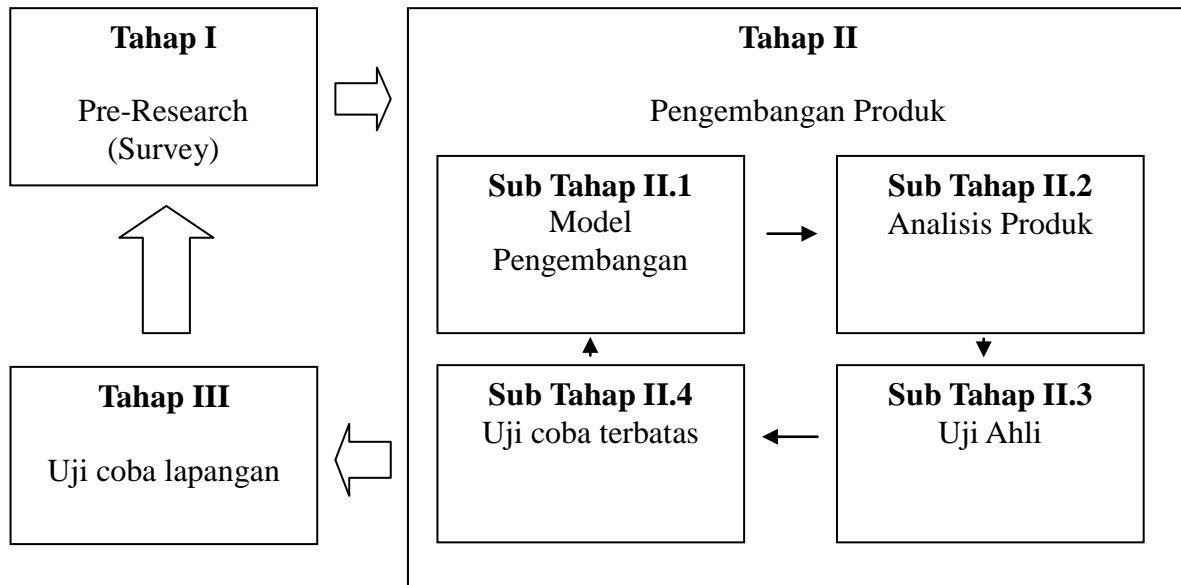 Tahap I
Pre-Research
(Survey)
Tahap II
Pengembangan Produk
Sub Tahap II.1
Model
Pengembangan
Sub Tahap II.2
Analisis Produk
Sub Tahap II.3
Uji Ahli
Sub Tahap II.4
Uji coba terbatas
Tahap III
Uji coba lapangan